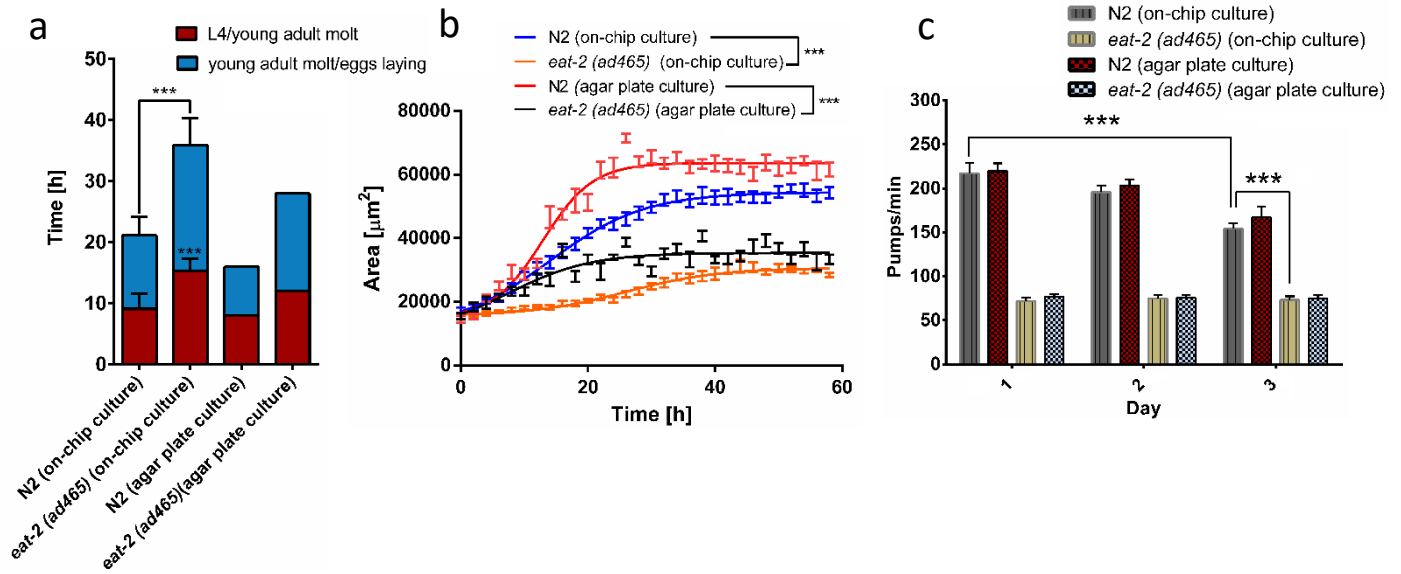 a
L4/young adult molt
young adult molt/eggs laying
50
40
30
20
10
0
Time [h]
***
***
N2 (on-chip culture)
eat-2 (ad465) (on-chip culture)
N2 (agar plate culture)
eat-2 (ad465)(agar plate culture)
b
N2 (on-chip culture)
eat-2 (ad465) (on-chip culture)
***
N2 (agar plate culture)
eat-2 (ad465) (agar plate culture)
***
80000
60000
40000
20000
0
Area [μm²]
0 20 40 60
Time [h]
c
N2 (on-chip culture)
eat-2 (ad465) (on-chip culture)
N2 (agar plate culture)
eat-2 (ad465) (agar plate culture)
300
250
200
150
100
50
0
Pumps/min
***
***
1 2 3
Day